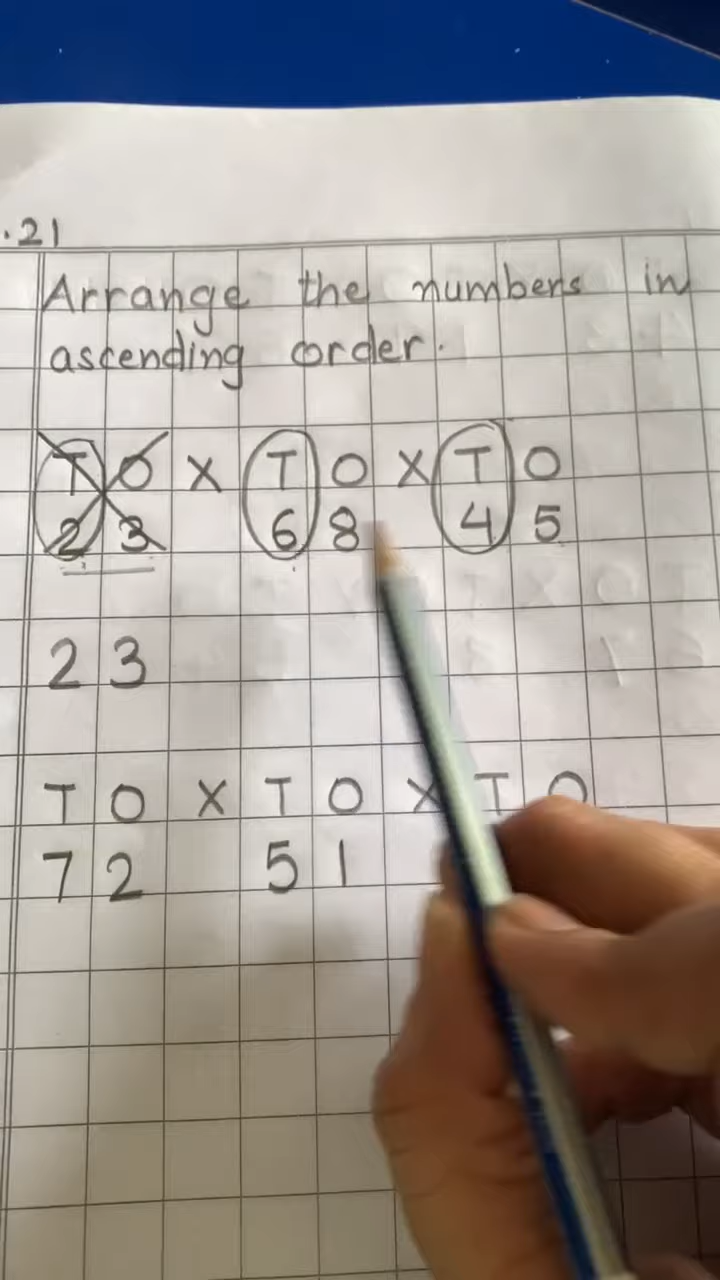 .21
Arrange the numbers in
ascending order.
T O X T O X T O
2 3 6 8 4 5
2 3
T O X T O X T O
7 2 5 1